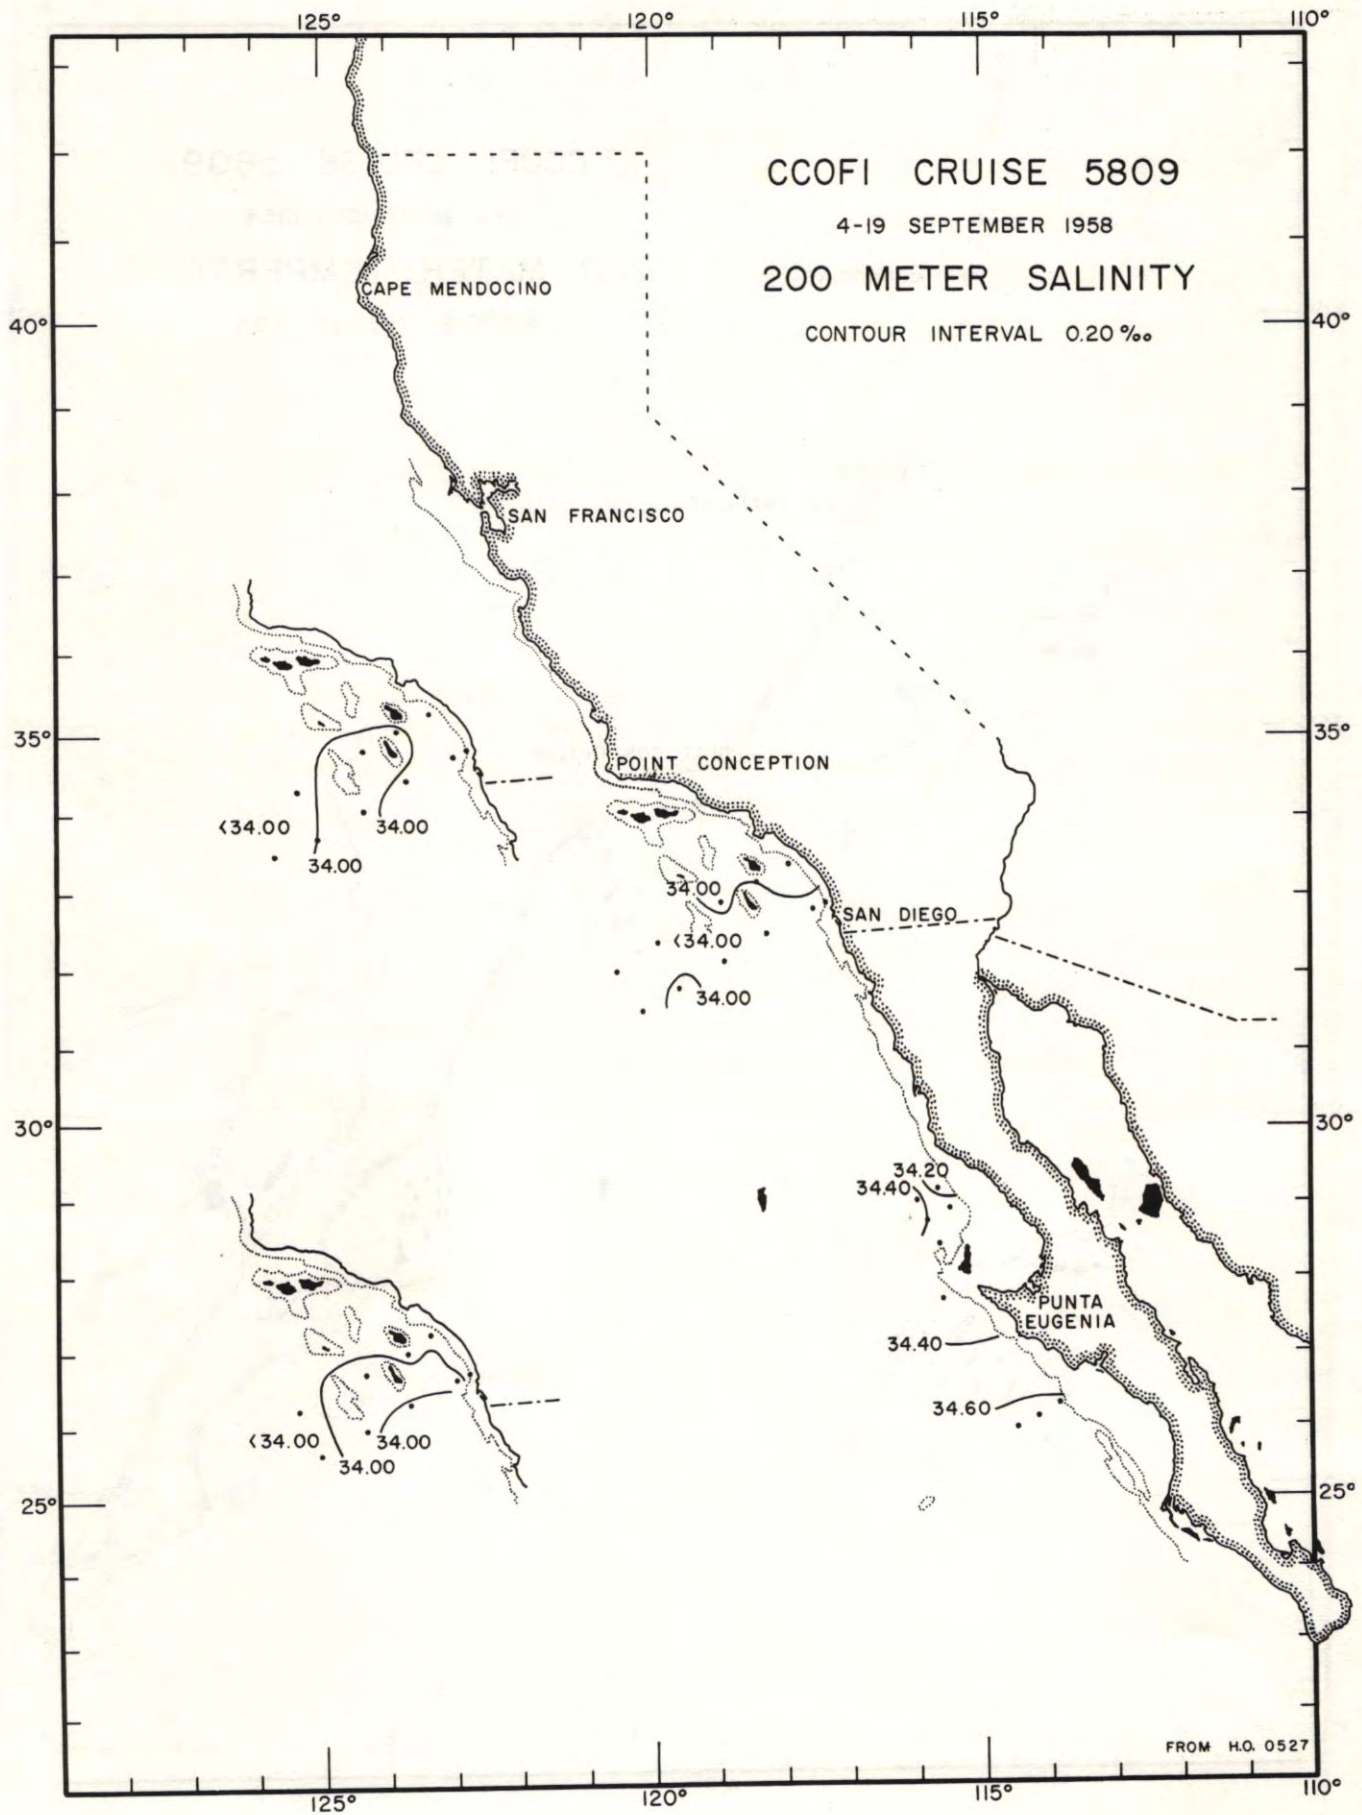 125° 120° 115° 110°
CCOFI CRUISE 5809
4-19 SEPTEMBER 1958
200 METER SALINITY
CONTOUR INTERVAL 0.20‰
CAPE MENDOCINO
40° 40°
SAN FRANCISCO
35° 35°
POINT CONCEPTION
<34.00 34.00
34.00
34.00
SAN DIEGO
<34.00
34.00
30° 30°
34.20
34.40
PUNTA
EUGENIA
34.40
34.60
<34.00 34.00
34.00
25° 25°
FROM H.O. 0527
125° 120° 115° 110°